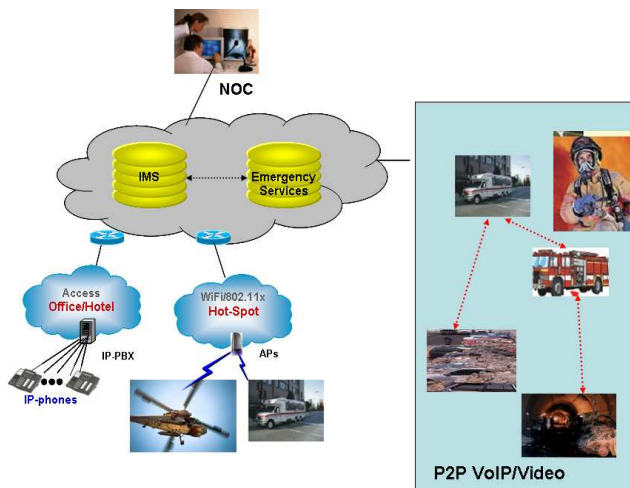 NOC
IMS
Emergency
Services
Access
Office/Hotel
WiFi/802.11x
Hot-Spot
IP-PBX
APs
IP-phones
P2P VoIP/Video